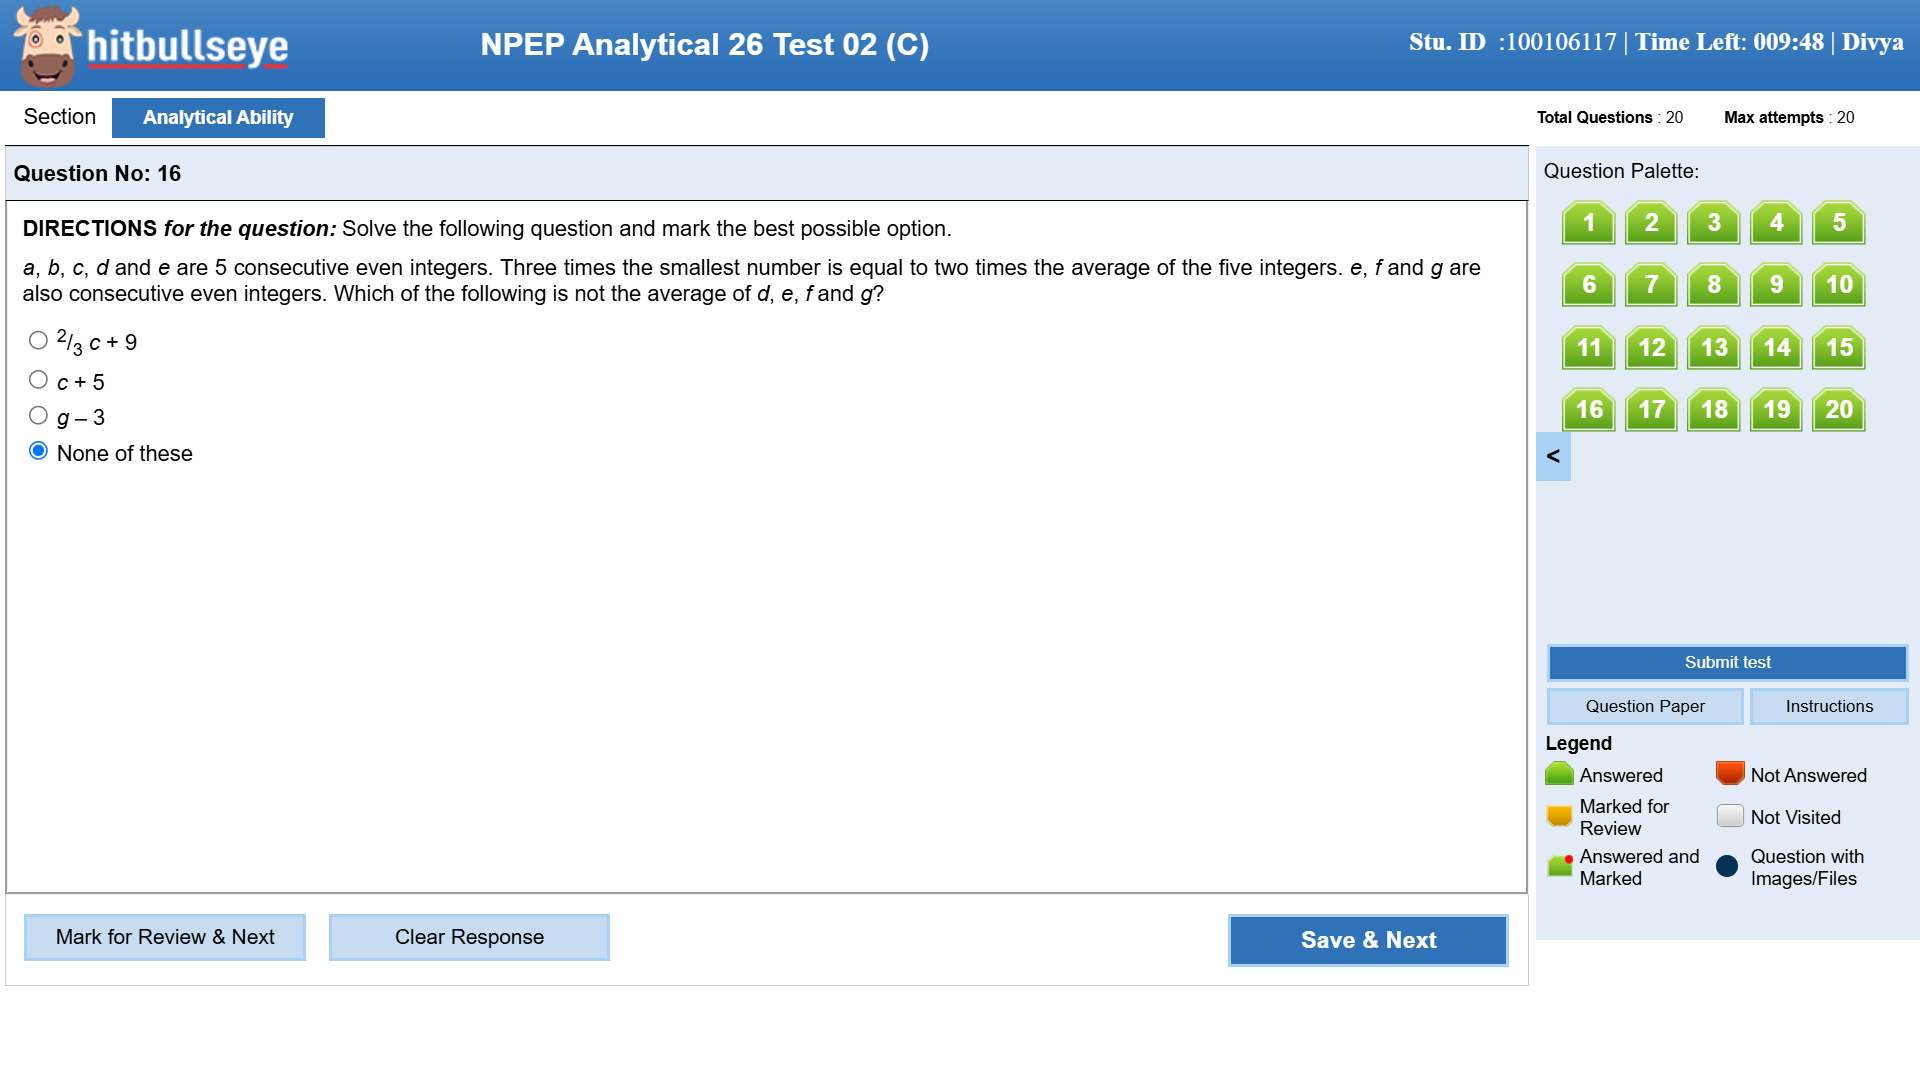 hitbullseye
NPEP Analytical 26 Test 02 (C)
Stu. ID :100106117 | Time Left: 009:48 | Divya
Section
Analytical Ability
Total Questions : 20
Max attempts : 20
Question No: 16
DIRECTIONS for the question: Solve the following question and mark the best possible option.
a, b, c, d and e are 5 consecutive even integers. Three times the smallest number is equal to two times the average of the five integers. e, f and g are
also consecutive even integers. Which of the following is not the average of d, e, f and g?
2/3 c + 9
c + 5
g – 3
None of these
Mark for Review & Next
Clear Response
Save & Next
Question Palette:
1 2 3 4 5
6 7 8 9 10
11 12 13 14 15
16 17 18 19 20
<
Submit test
Question Paper
Instructions
Legend
Answered
Not Answered
Marked for
Review
Not Visited
Answered and
Marked
Question with
Images/Files